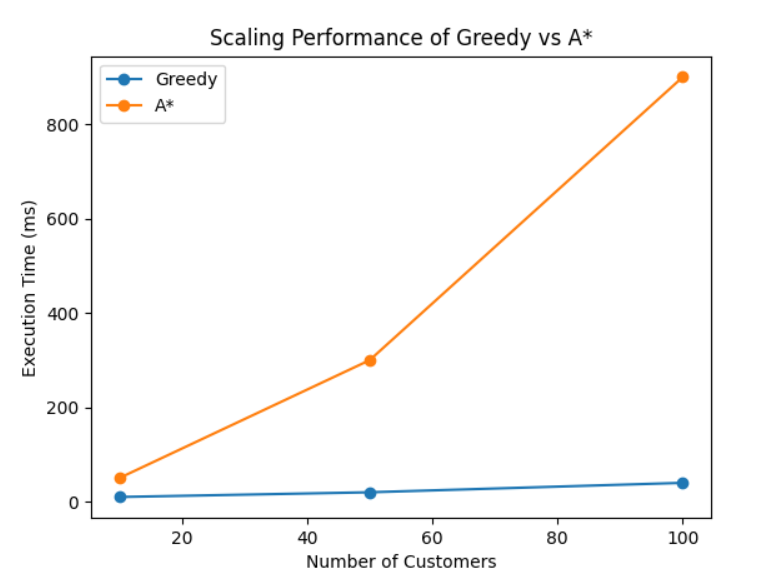 Scaling Performance of Greedy vs A*
Greedy
A*
800
600
400
200
0
Execution Time (ms)
20 40 60 80 100
Number of Customers